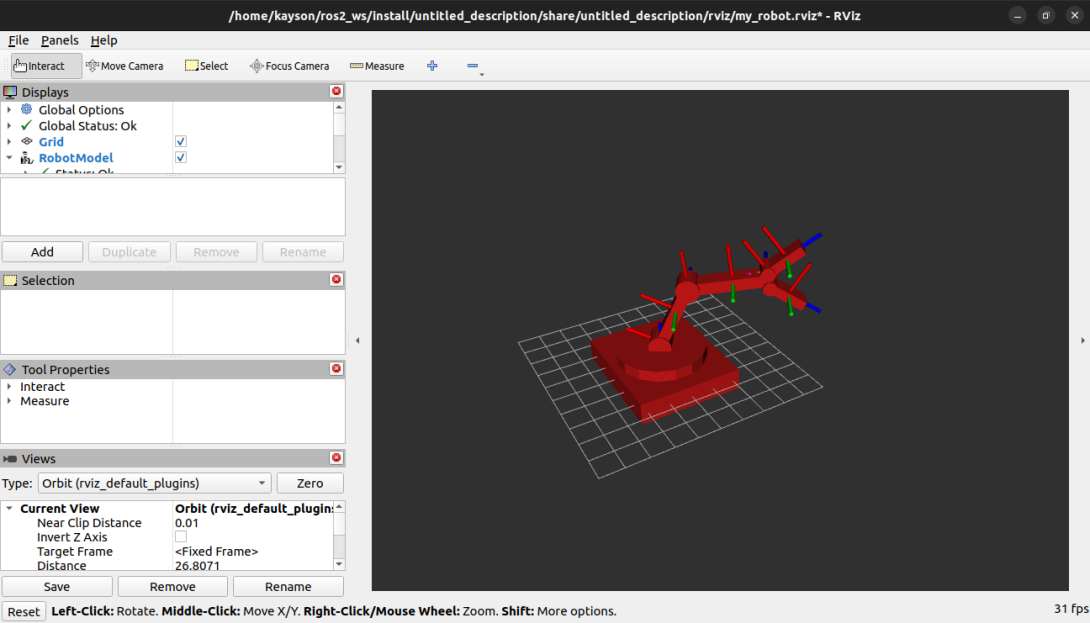 /home/kayson/ros2_ws/install/untitled_description/share/untitled_description/rviz/my_robot.rviz* - RViz
File Panels Help
Interact Move Camera Select Focus Camera Measure
Displays
Global Options
Global Status: Ok
Grid
RobotModel
Status: Ok
Add Duplicate Remove Rename
Selection
Tool Properties
Interact
Measure
Views
Type: Orbit (rviz_default_plugins) Zero
Current View Orbit (rviz_default_plugins
Near Clip Distance 0.01
Invert Z Axis
Target Frame <Fixed Frame>
Distance 26.8071
Save Remove Rename
Reset Left-Click: Rotate. Middle-Click: Move X/Y. Right-Click/Mouse Wheel: Zoom. Shift: More options. 31 fps